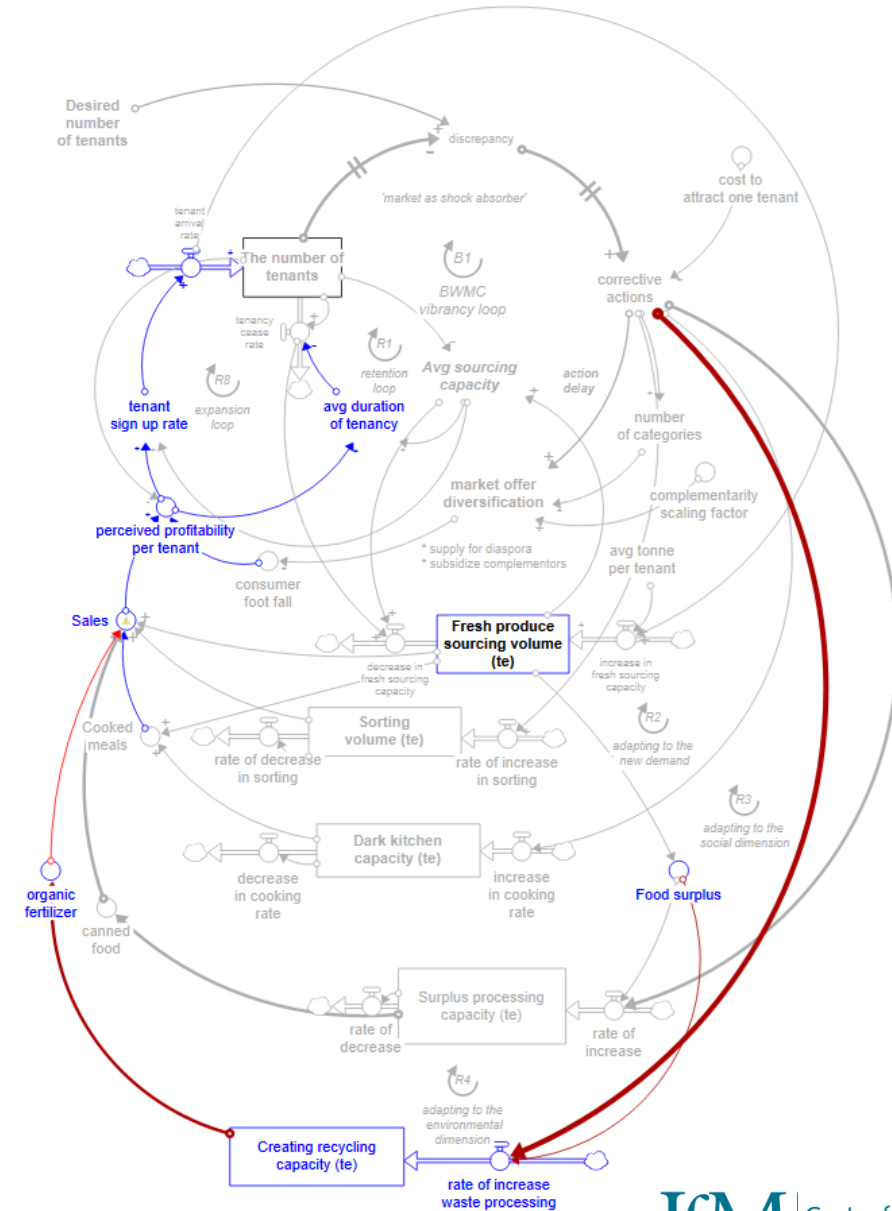 Desired
number
of tenants
+
-
discrepancy
cost to
attract one tenant
'market as shock absorber'
tenant
arrival
rate
+
The number of
tenants
B1
BWMC
vibrancy loop
+
-
corrective
actions
+
tenancy
cease
rate
+
-
R1
retention
loop
-
Avg sourcing
capacity
action
delay
R8
expansion
loop
tenant
sign up rate
avg duration
of tenancy
+
number
of categories
+
market offer
diversification
complementarity
scaling factor
perceived profitability
per tenant
* supply for diaspora
* subsidize complementors
avg tonne
per tenant
consumer
foot fall
Sales
+
+
Fresh produce
sourcing volume
(te)
+
decrease in
fresh sourcing
capacity
increase in
fresh sourcing
capacity
Cooked
meals
+
+
Sorting
volume (te)
R2
adapting to the
new demand
rate of decrease
in sorting
rate of increase
in sorting
R3
adapting to the
social dimension
Dark kitchen
capacity (te)
decrease
in cooking
rate
increase
in cooking
rate
organic
fertilizer
Food surplus
canned
food
Surplus processing
capacity (te)
rate of
decrease
rate of
increase
R4
adapting to the
environmental
dimension
Creating recycling
capacity (te)
rate of increase
waste processing
IfM